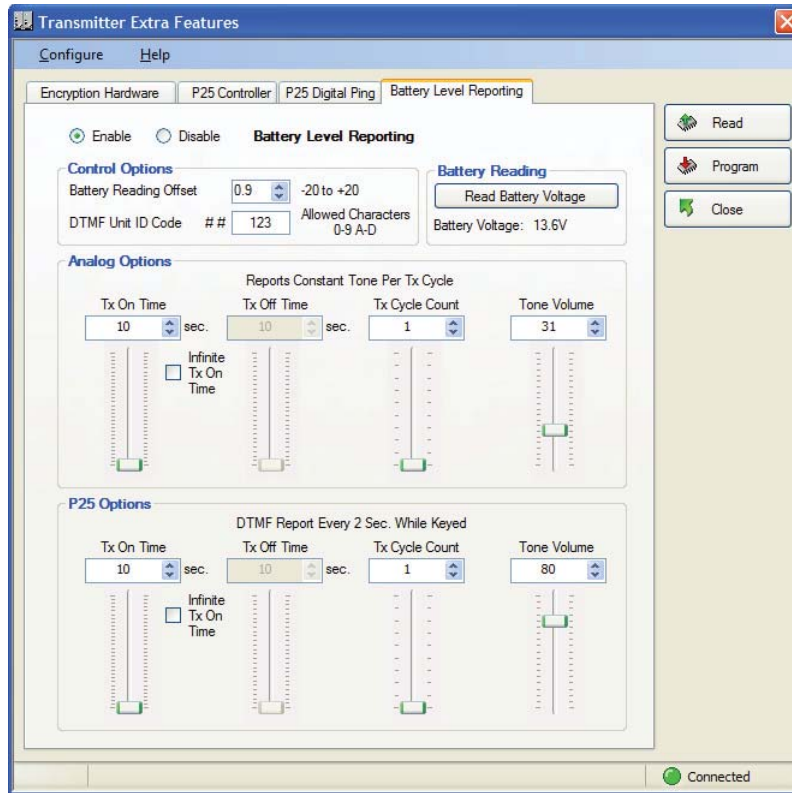 Transmitter Extra Features
Configure Help
Encryption Hardware P25 Controller P25 Digital Ping Battery Level Reporting
Enable Disable Battery Level Reporting
Control Options
Battery Reading Offset 0.9 -20 to +20
DTMF Unit ID Code # # 123 Allowed Characters
0-9 A-D
Battery Reading
Read Battery Voltage
Battery Voltage: 13.6V
Read
Program
Close
Analog Options
Reports Constant Tone Per Tx Cycle
Tx On Time Tx Off Time Tx Cycle Count Tone Volume
10 sec. 10 sec. 1 31
Infinite
Tx On
Time
P25 Options
DTMF Report Every 2 Sec. While Keyed
Tx On Time Tx Off Time Tx Cycle Count Tone Volume
10 sec. 10 sec. 1 80
Infinite
Tx On
Time
Connected